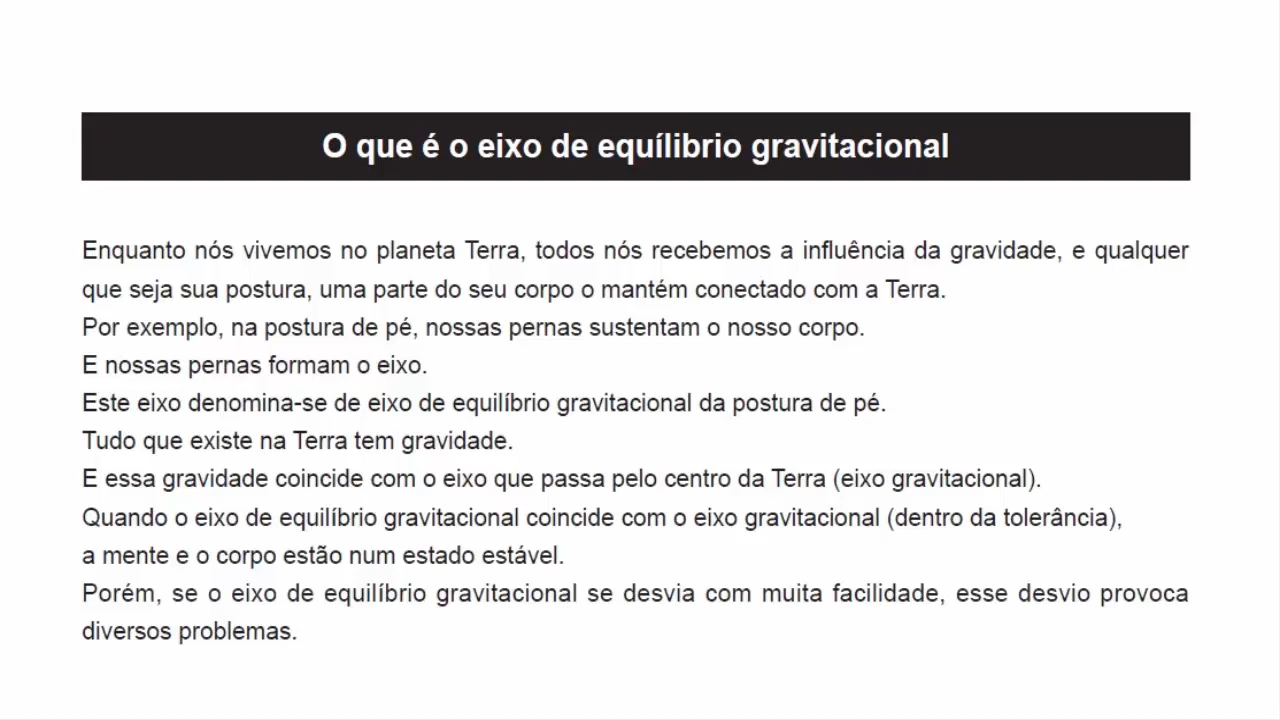 O que é o eixo de equílibrio gravitacional
Enquanto nós vivemos no planeta Terra, todos nós recebemos a influência da gravidade, e qualquer
que seja sua postura, uma parte do seu corpo o mantém conectado com a Terra.
Por exemplo, na postura de pé, nossas pernas sustentam o nosso corpo.
E nossas pernas formam o eixo.
Este eixo denomina-se de eixo de equilíbrio gravitacional da postura de pé.
Tudo que existe na Terra tem gravidade.
E essa gravidade coincide com o eixo que passa pelo centro da Terra (eixo gravitacional).
Quando o eixo de equilíbrio gravitacional coincide com o eixo gravitacional (dentro da tolerância),
a mente e o corpo estão num estado estável.
Porém, se o eixo de equilíbrio gravitacional se desvia com muita facilidade, esse desvio provoca
diversos problemas.